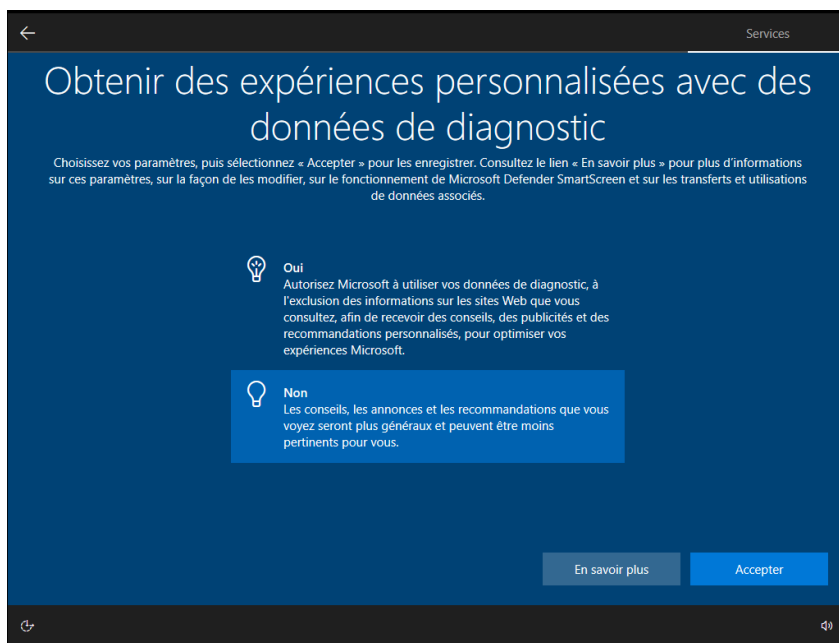 Services
Obtenir des expériences personnalisées avec des
données de diagnostic
Choisissez vos paramètres, puis sélectionnez « Accepter » pour les enregistrer. Consultez le lien « En savoir plus » pour plus d'informations
sur ces paramètres, sur la façon de les modifier, sur le fonctionnement de Microsoft Defender SmartScreen et sur les transferts et utilisations
de données associés.
Oui
Autorisez Microsoft à utiliser vos données de diagnostic, à
l'exclusion des informations sur les sites Web que vous
consultez, afin de recevoir des conseils, des publicités et des
recommandations personnalisés, pour optimiser vos
expériences Microsoft.
Non
Les conseils, les annonces et les recommandations que vous
voyez seront plus généraux et peuvent être moins
pertinents pour vous.
En savoir plus
Accepter